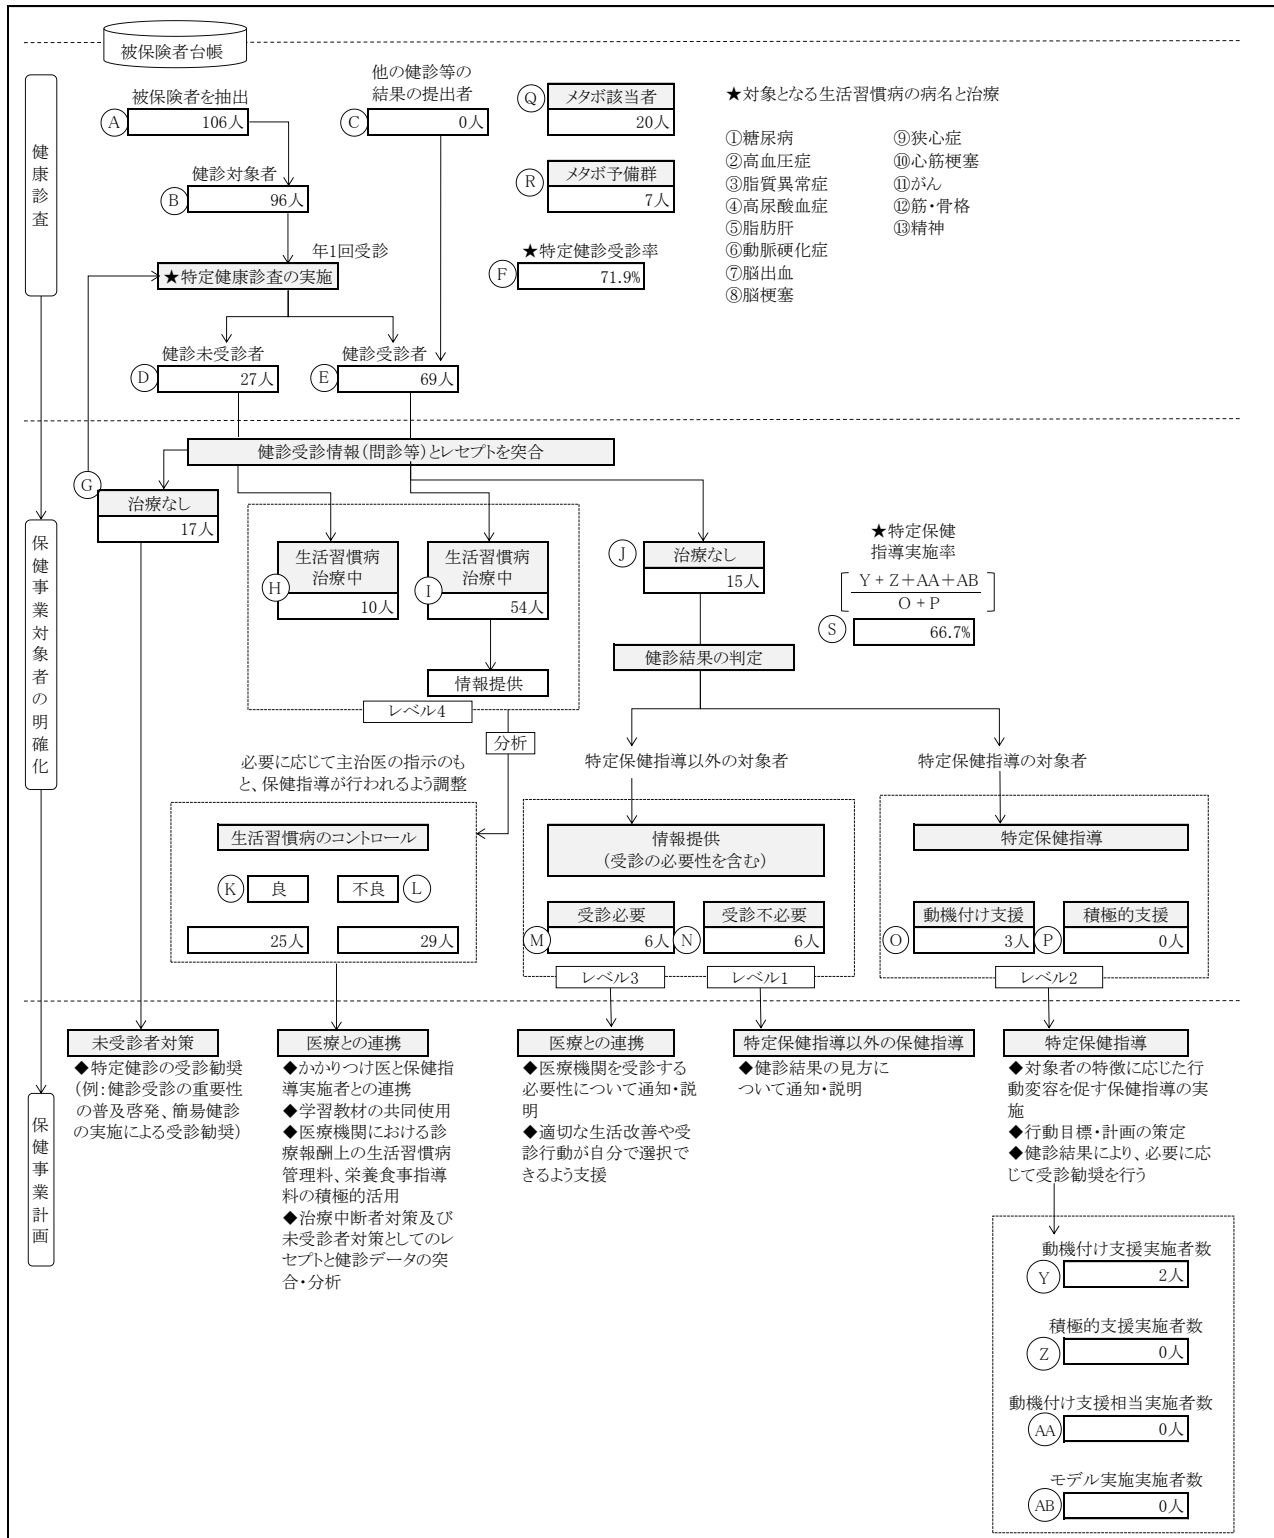 被保険者台帳
健康診査
被保険者を抽出
A
106人
他の健診等の
結果の提出者
C
0人
健診対象者
B
96人
年1回受診
★特定健康診査の実施
健診未受診者
D
27人
健診受診者
E
69人
Q
メタボ該当者
20人
R
メタボ予備群
7人
★特定健診受診率
F
71.9%
★対象となる生活習慣病の病名と治療
①糖尿病
②高血圧症
③脂質異常症
④高尿酸血症
⑤脂肪肝
⑥動脈硬化症
⑦脳出血
⑧脳梗塞
⑨狭心症
⑩心筋梗塞
⑪がん
⑫筋・骨格
⑬精神
保健事業対象者の明確化
健診受診情報(問診等)とレセプトを突合
G
治療なし
17人
生活習慣病
治療中
H
10人
生活習慣病
治療中
I
54人
情報提供
レベル4
分析
J
治療なし
15人
健診結果の判定
★特定保健
指導実施率
Y + Z+AA+AB
O + P
S
66.7%
必要に応じて主治医の指示のも
と、保健指導が行われるよう調整
生活習慣病のコントロール
K
良
不良
L
25人
29人
特定保健指導以外の対象者
情報提供
(受診の必要性を含む)
受診必要
M
6人
受診不必要
N
6人
レベル3
レベル1
特定保健指導の対象者
特定保健指導
動機付け支援
O
3人
積極的支援
P
0人
レベル2
保健事業計画
未受診者対策
◆特定健診の受診勧奨
(例:健診受診の重要性
の普及啓発、簡易健診
の実施による受診勧奨)
医療との連携
◆かかりつけ医と保健指
導実施者との連携
◆学習教材の共同使用
◆医療機関における診
療報酬上の生活習慣病
管理料、栄養食事指導
料の積極的活用
◆治療中断者対策及び
未受診者対策としてのレ
セプトと健診データの突
合・分析
医療との連携
◆医療機関を受診する
必要性について通知・説
明
◆適切な生活改善や受
診行動が自分で選択で
きるよう支援
特定保健指導以外の保健指導
◆健診結果の見方に
ついて通知・説明
特定保健指導
◆対象者の特徴に応じた行
動変容を促す保健指導の実
施
◆行動目標・計画の策定
◆健診結果により、必要に応
じて受診勧奨を行う
動機付け支援実施者数
Y
2人
積極的支援実施者数
Z
0人
動機付け支援相当実施者数
AA
0人
モデル実施実施者数
AB
0人